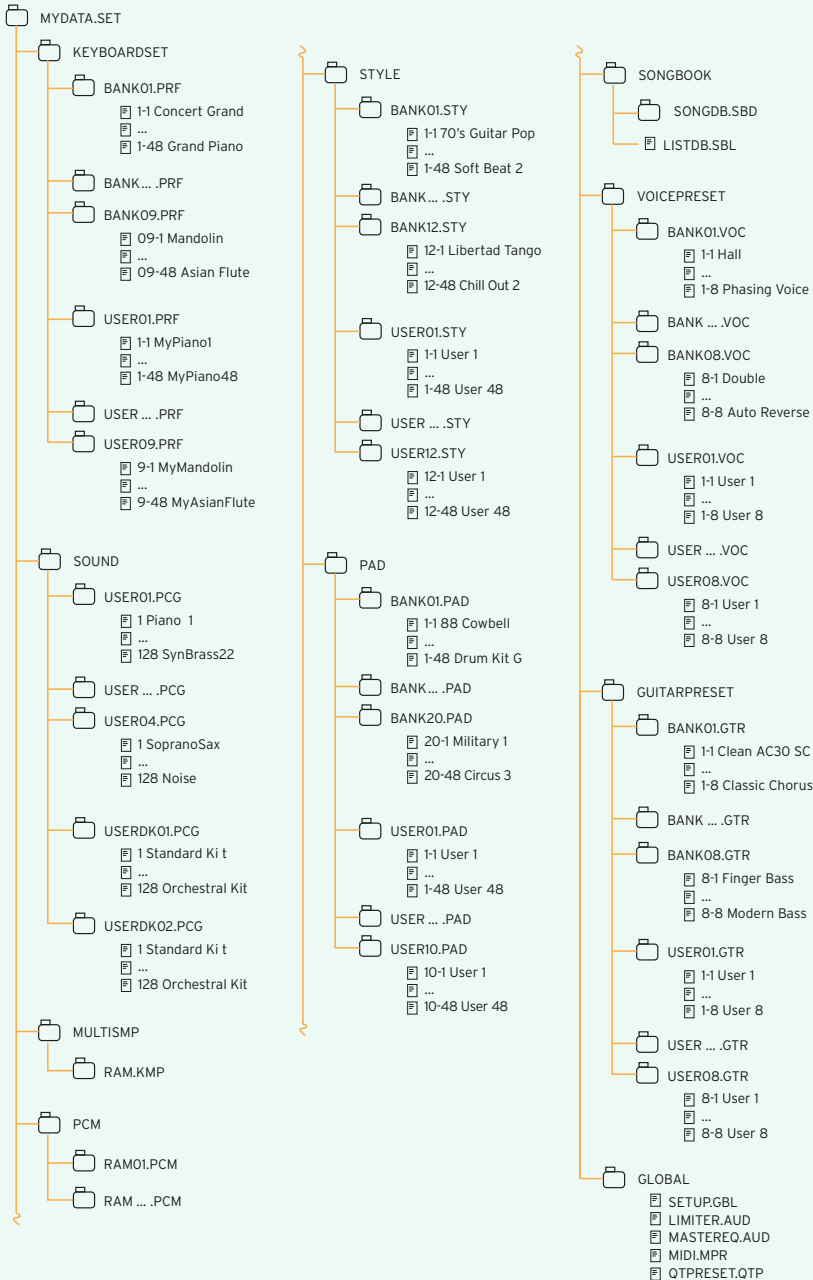 MYDATA.SET
KEYBOARDSET
BANK01.PRF
1-1 Concert Grand
...
1-48 Grand Piano
BANK... .PRF
BANK09.PRF
09-1 Mandolin
...
09-48 Asian Flute
USER01.PRF
1-1 MyPiano1
...
1-48 MyPiano48
USER ... .PRF
USER09.PRF
9-1 MyMandolin
...
9-48 MyAsianFlute
SOUND
USER01.PCG
1 Piano 1
...
128 SynBrass22
USER ... .PCG
USER04.PCG
1 SopranoSax
...
128 Noise
USERDK01.PCG
1 Standard Ki t
...
128 Orchestral Kit
USERDK02.PCG
1 Standard Ki t
...
128 Orchestral Kit
MULTISMP
RAM.KMP
PCM
RAM01.PCM
RAM ... .PCM
STYLE
BANK01.STY
1-1 70's Guitar Pop
...
1-48 Soft Beat 2
BANK... .STY
BANK12.STY
12-1 Libertad Tango
...
12-48 Chill Out 2
USER01.STY
1-1 User 1
...
1-48 User 48
USER ... .STY
USER12.STY
12-1 User 1
...
12-48 User 48
PAD
BANK01.PAD
1-1 88 Cowbell
...
1-48 Drum Kit G
BANK... .PAD
BANK20.PAD
20-1 Military 1
...
20-48 Circus 3
USER01.PAD
1-1 User 1
...
1-48 User 48
USER ... .PAD
USER10.PAD
10-1 User 1
...
10-48 User 48
SONGBOOK
SONGDB.SBD
LISTDB.SBL
VOICEPRESET
BANK01.VOC
1-1 Hall
...
1-8 Phasing Voice
BANK ... .VOC
BANK08.VOC
8-1 Double
...
8-8 Auto Reverse
USER01.VOC
1-1 User 1
...
1-8 User 8
USER ... .VOC
USER08.VOC
8-1 User 1
...
8-8 User 8
GUITARPRESET
BANK01.GTR
1-1 Clean AC30 SC
...
1-8 Classic Chorus
BANK ... .GTR
BANK08.GTR
8-1 Finger Bass
...
8-8 Modern Bass
USER01.GTR
1-1 User 1
...
1-8 User 8
USER ... .GTR
USER08.GTR
8-1 User 1
...
8-8 User 8
GLOBAL
SETUP.GBL
LIMITER.AUD
MASTEREQ.AUD
MIDI.MPR
QTPRESET.QTP